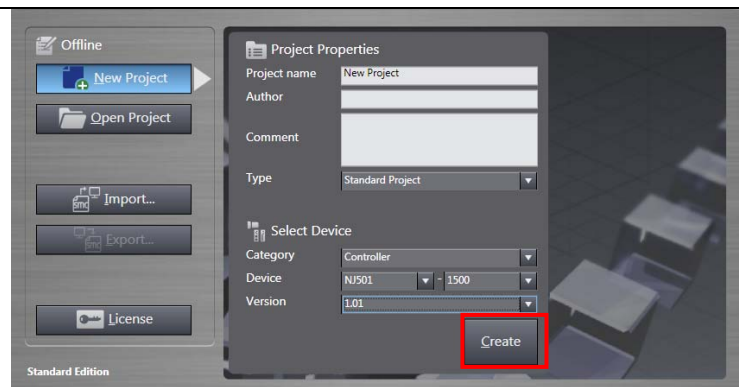 Offline
New Project
Open Project
Import...
Export...
License
Standard Edition
Project Properties
Project name New Project
Author
Comment
Type Standard Project
Select Device
Category Controller
Device NJ501 - 1500
Version 1.01
Create